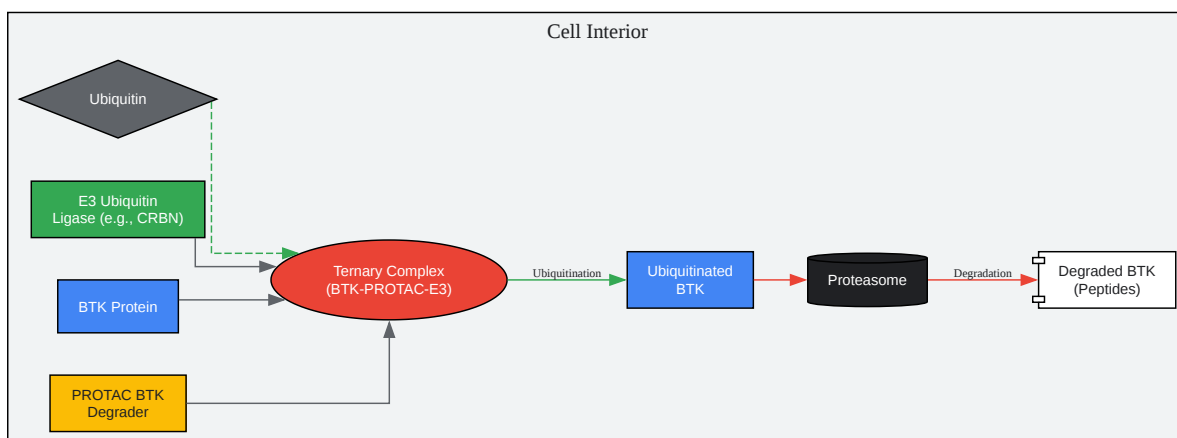 Cell Interior
Ubiquitin
E3 Ubiquitin
Ligase (e.g., CRBN)
BTK Protein
PROTAC BTK
Degrader
Ternary Complex
(BTK-PROTAC-E3)
Ubiquitination
Ubiquitinated
BTK
Proteasome
Degradation
Degraded BTK
(Peptides)